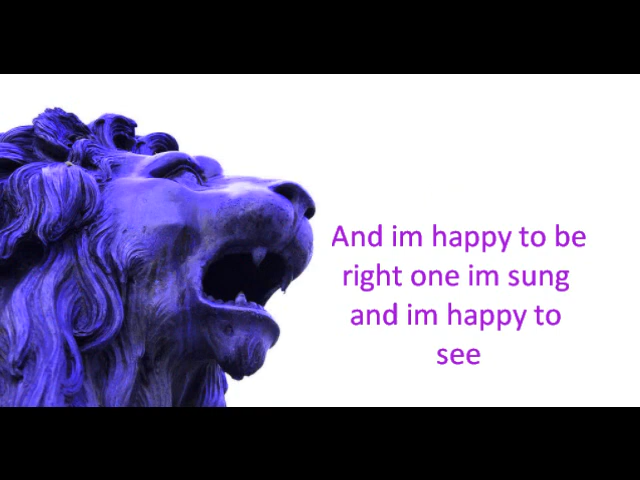 And im happy to be
right one im sung
and im happy to
see